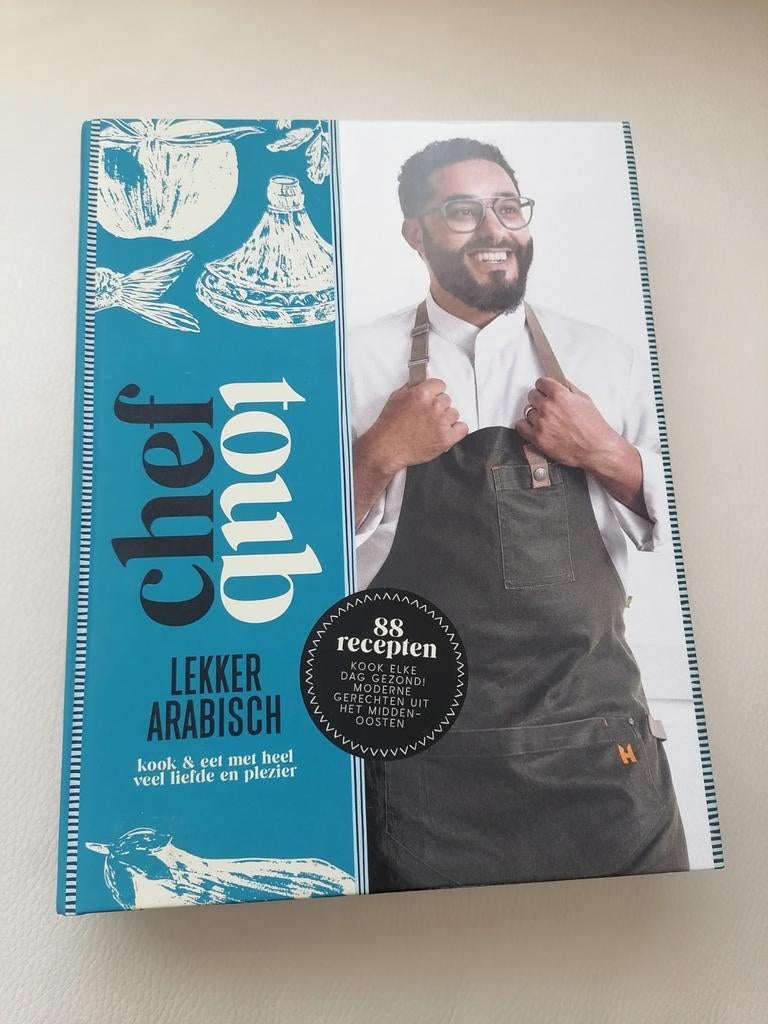 chef
toub
LEKKER
ARABISCH
kook & eet met heel
veel liefde en plezier
88
recepten
KOOK ELKE
DAG GEZOND!
MODERNE
GERECHTEN UIT
HET MIDDEN-
OOSTEN
H